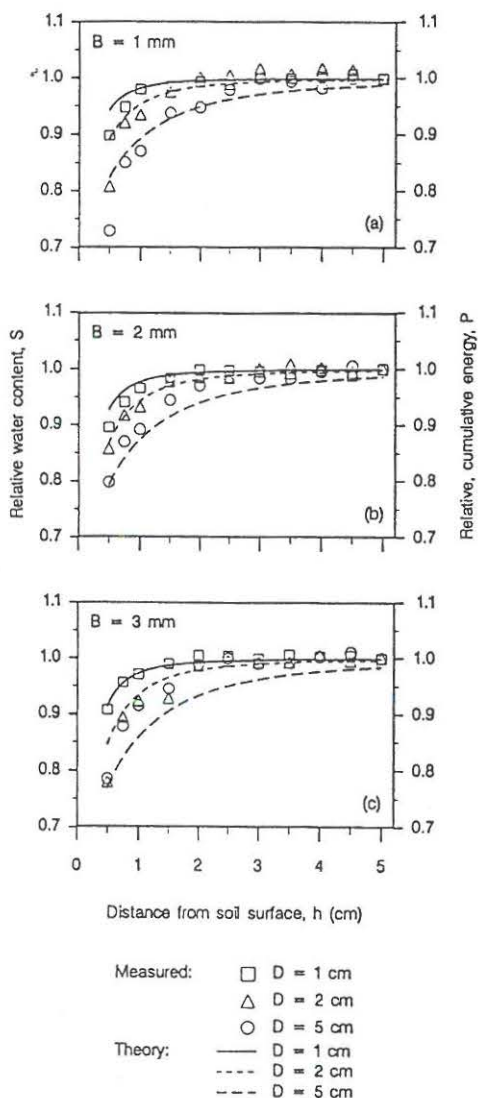 1.1 1.1
B = 1 mm
1.0 1.0
0.9 0.9
0.8 0.8
(a)
0.7 0.7
1.1 1.1
B = 2 mm
1.0 1.0
0.9 0.9
0.8 0.8
(b)
0.7 0.7
Relative water content, S
Relative, cumulative energy, P
1.1 1.1
B = 3 mm
1.0 1.0
0.9 0.9
0.8 0.8
(c)
0.7 0.7
0 1 2 3 4 5
Distance from soil surface, h (cm)
Measured: D = 1 cm
D = 2 cm
D = 5 cm
Theory: D = 1 cm
D = 2 cm
D = 5 cm